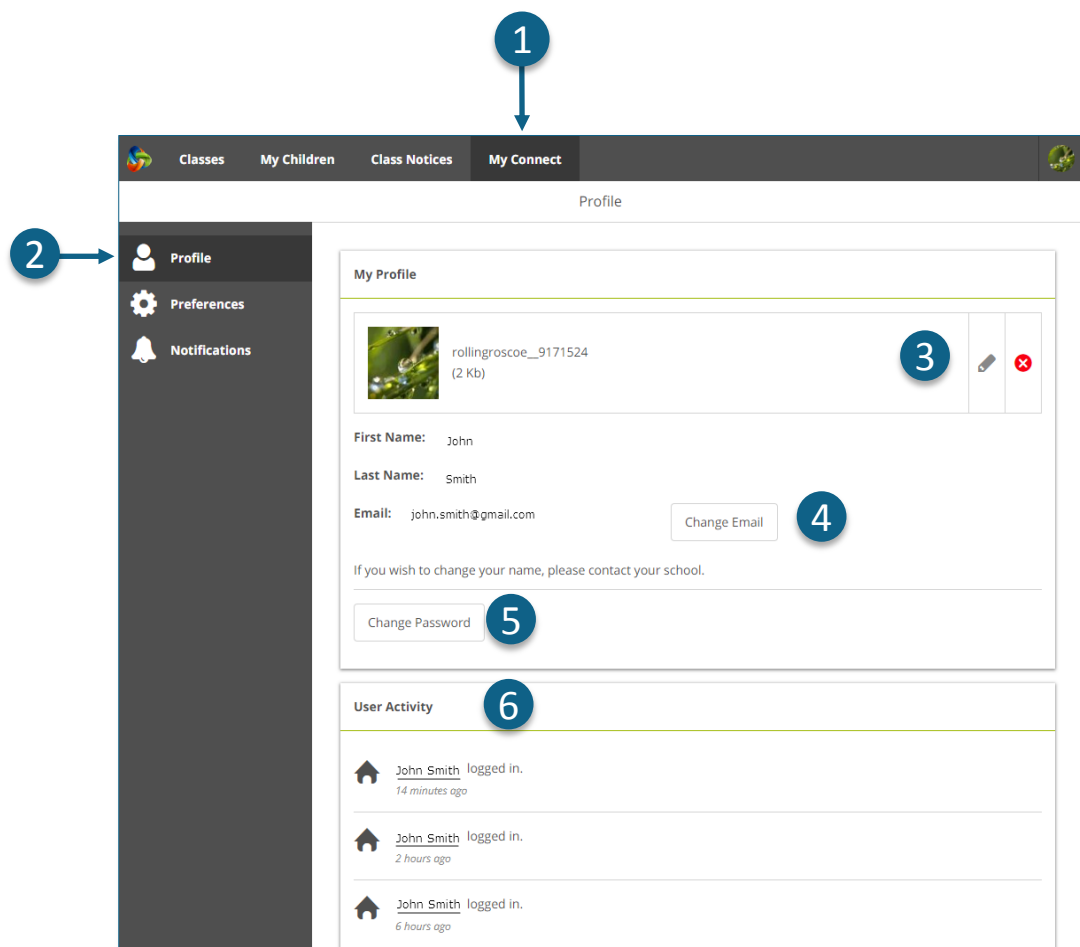 1
Classes My Children Class Notices My Connect
Profile
2
Profile
Preferences
Notifications
My Profile
rollingroscoe__9171524
(2 Kb)
3
First Name: John
Last Name: Smith
Email: john.smith@gmail.com
Change Email
4
If you wish to change your name, please contact your school.
Change Password
5
User Activity
6
John Smith logged in.
14 minutes ago
John Smith logged in.
2 hours ago
John Smith logged in.
6 hours ago